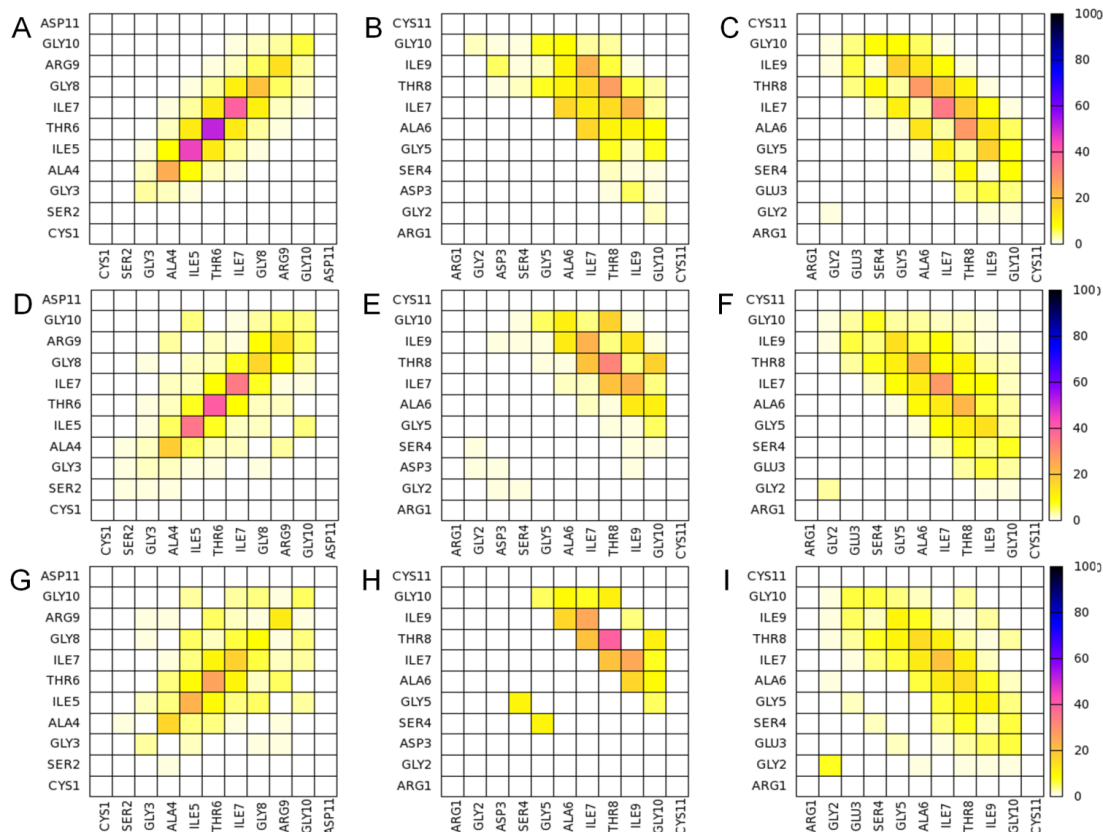 A
ASP11
GLY10
ARG9
GLY8
ILE7
THR6
ILE5
ALA4
GLY3
SER2
CYS1
CYS1 SER2 GLY3 ALA4 ILE5 THR6 ILE7 GLY8 ARG9 GLY10 ASP11
B
CYS11
GLY10
ILE9
THR8
ILE7
ALA6
GLY5
SER4
ASP3
GLY2
ARG1
ARG1 GLY2 ASP3 SER4 GLY5 ALA6 ILE7 THR8 ILE9 GLY10 CYS11
C
CYS11
GLY10
ILE9
THR8
ILE7
ALA6
GLY5
SER4
GLU3
GLY2
ARG1
ARG1 GLY2 GLU3 SER4 GLY5 ALA6 ILE7 THR8 ILE9 GLY10 CYS11
100
80
60
40
20
0
D
ASP11
GLY10
ARG9
GLY8
ILE7
THR6
ILE5
ALA4
GLY3
SER2
CYS1
CYS1 SER2 GLY3 ALA4 ILE5 THR6 ILE7 GLY8 ARG9 GLY10 ASP11
E
CYS11
GLY10
ILE9
THR8
ILE7
ALA6
GLY5
SER4
ASP3
GLY2
ARG1
ARG1 GLY2 ASP3 SER4 GLY5 ALA6 ILE7 THR8 ILE9 GLY10 CYS11
F
CYS11
GLY10
ILE9
THR8
ILE7
ALA6
GLY5
SER4
GLU3
GLY2
ARG1
ARG1 GLY2 GLU3 SER4 GLY5 ALA6 ILE7 THR8 ILE9 GLY10 CYS11
100
80
60
40
20
0
G
ASP11
GLY10
ARG9
GLY8
ILE7
THR6
ILE5
ALA4
GLY3
SER2
CYS1
CYS1 SER2 GLY3 ALA4 ILE5 THR6 ILE7 GLY8 ARG9 GLY10 ASP11
H
CYS11
GLY10
ILE9
THR8
ILE7
ALA6
GLY5
SER4
ASP3
GLY2
ARG1
ARG1 GLY2 ASP3 SER4 GLY5 ALA6 ILE7 THR8 ILE9 GLY10 CYS11
I
CYS11
GLY10
ILE9
THR8
ILE7
ALA6
GLY5
SER4
GLU3
GLY2
ARG1
ARG1 GLY2 GLU3 SER4 GLY5 ALA6 ILE7 THR8 ILE9 GLY10 CYS11
100
80
60
40
20
0